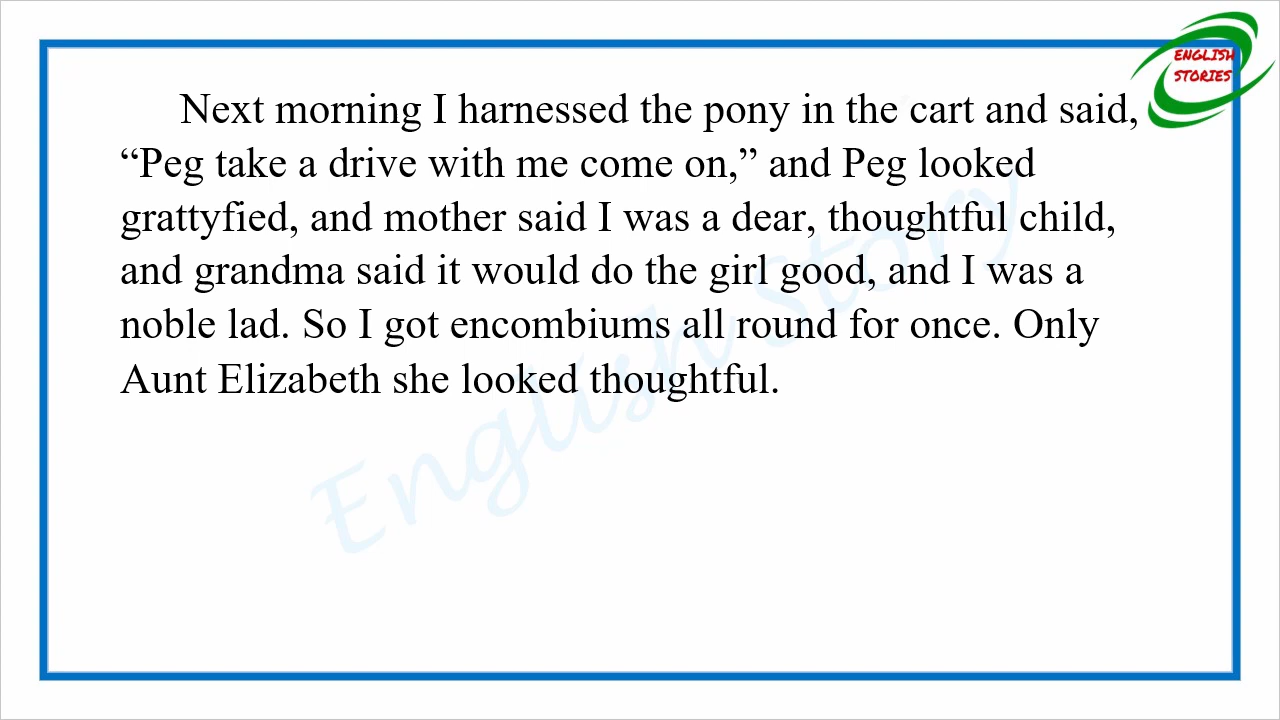 ENGLISH
STORIES
Next morning I harnessed the pony in the cart and said,
“Peg take a drive with me come on,” and Peg looked
grattyfied, and mother said I was a dear, thoughtful child,
and grandma said it would do the girl good, and I was a
noble lad. So I got encombiums all round for once. Only
Aunt Elizabeth she looked thoughtful.
English Story